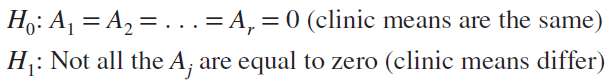 H₀: A₁ = A₂ = . . . = Aᵣ = 0 (clinic means are the same)
H₁: Not all the Aⱼ are equal to zero (clinic means differ)